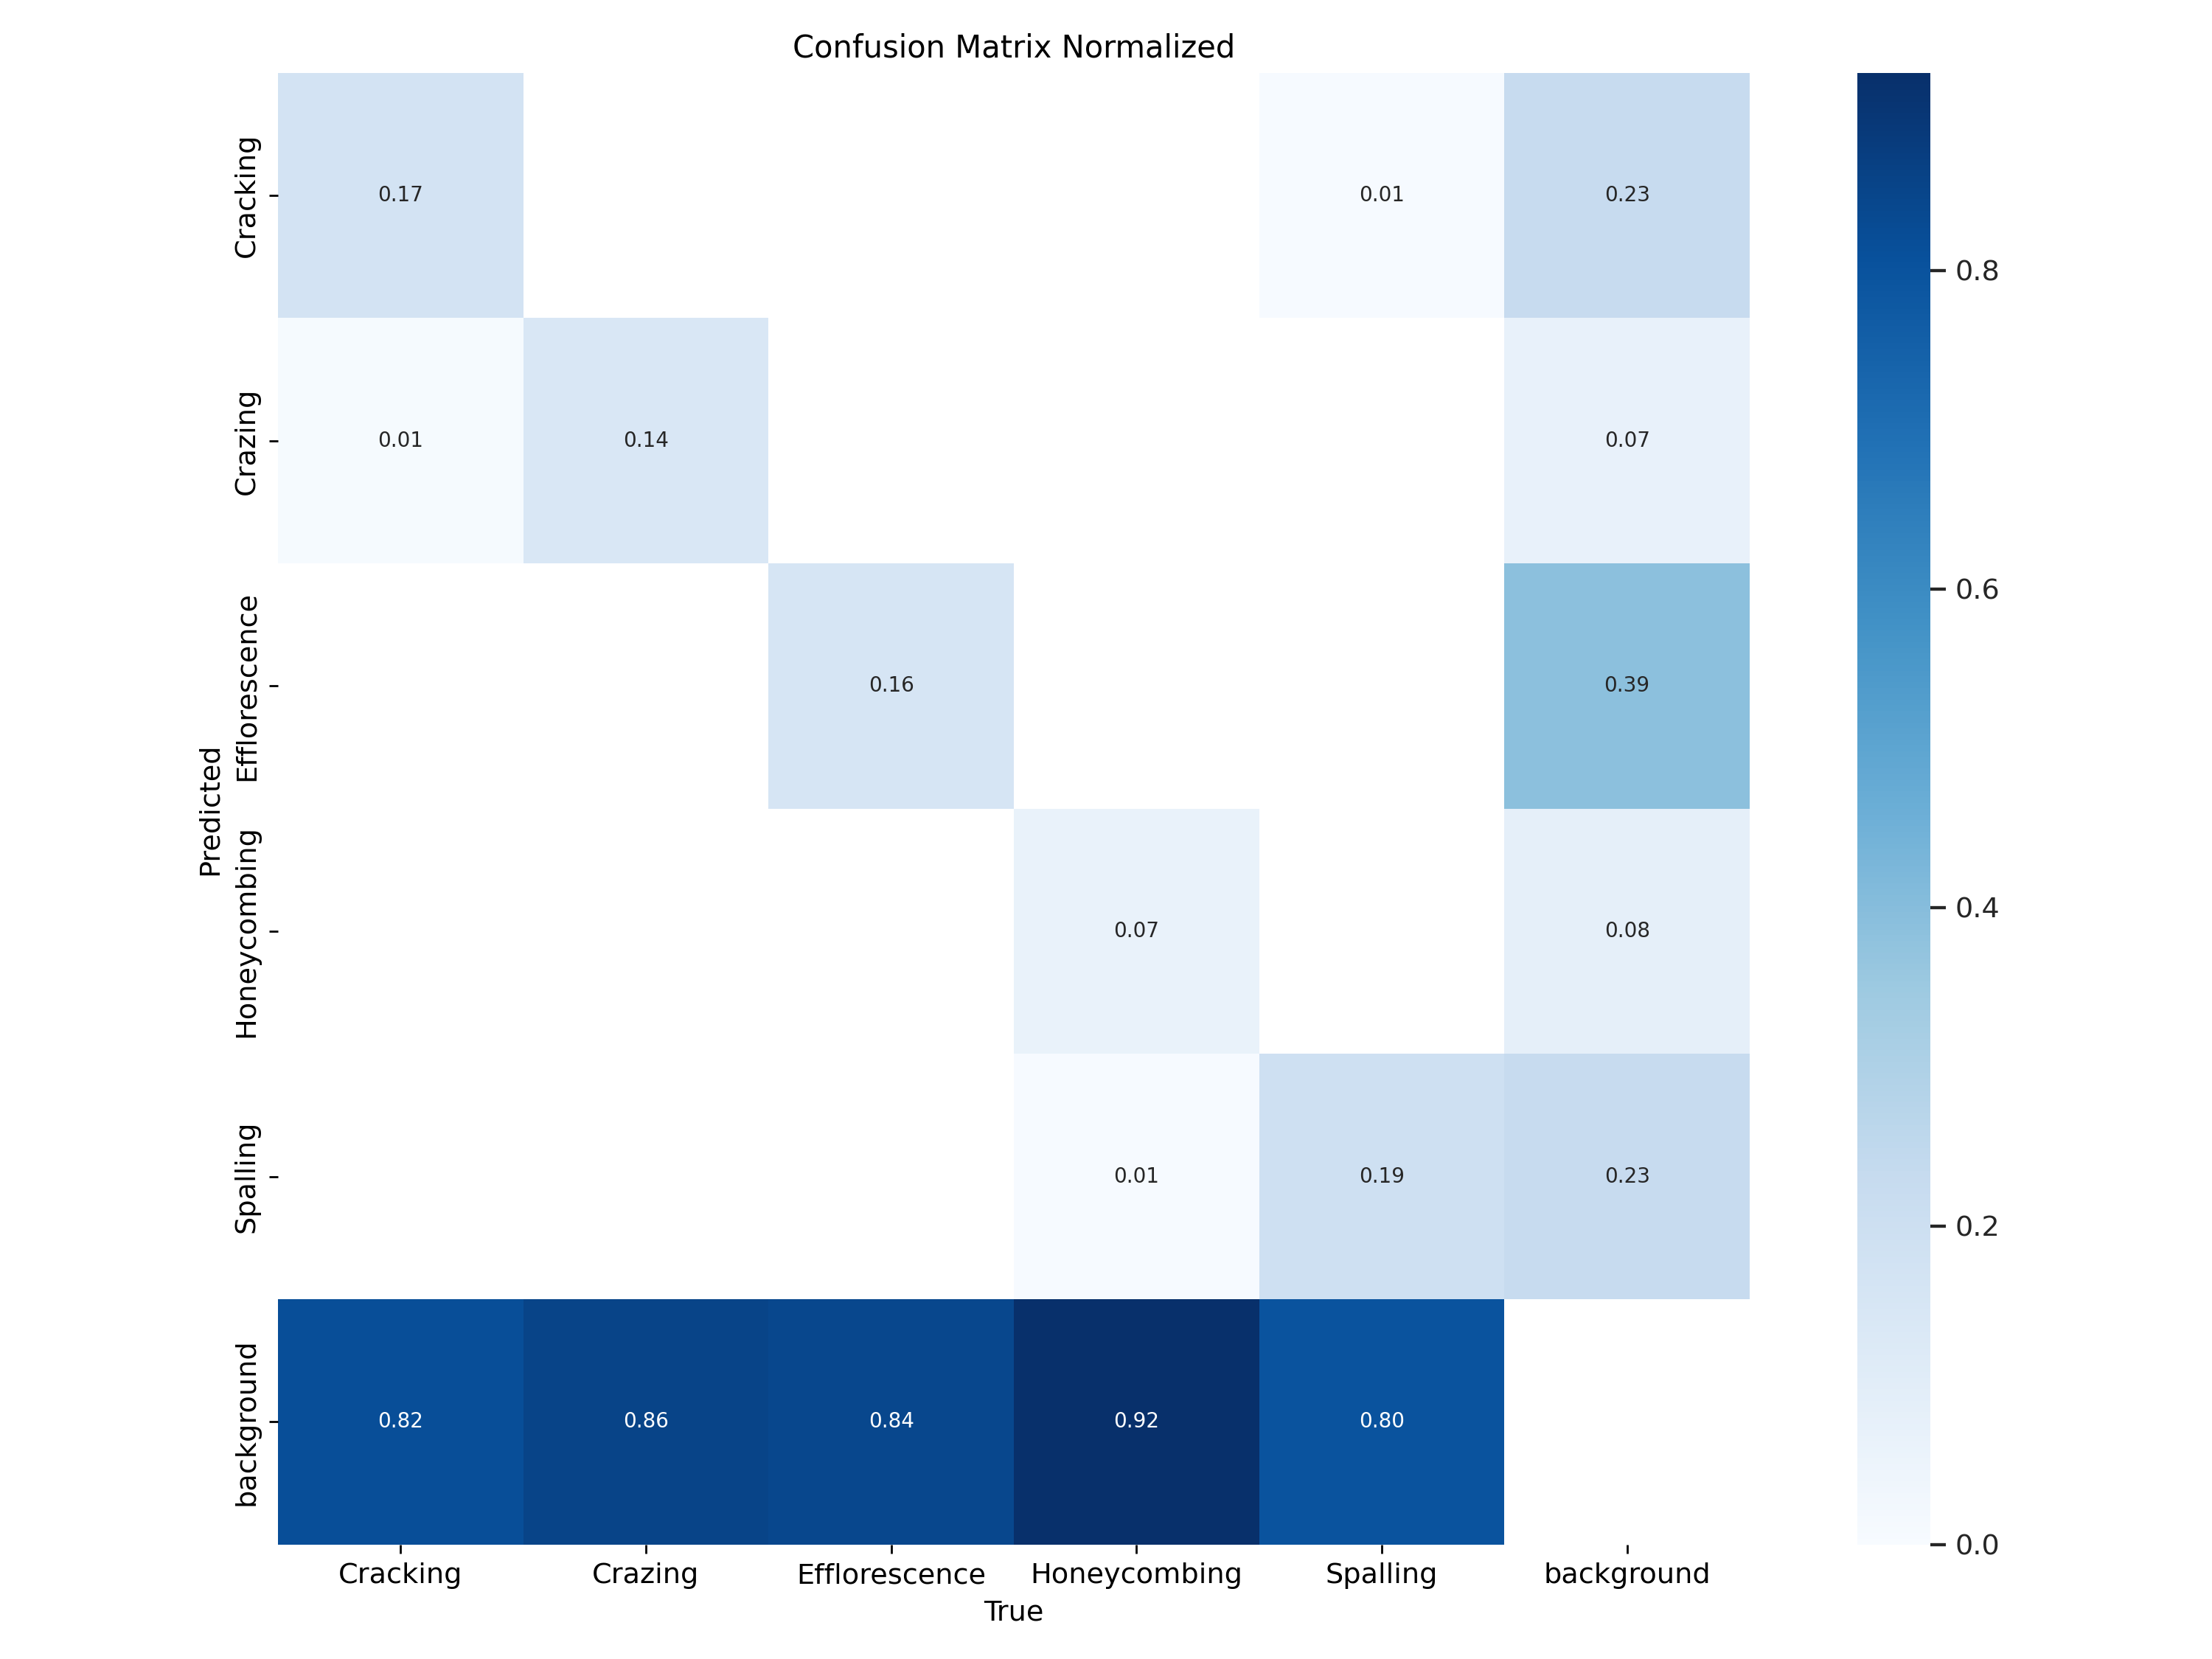 Confusion Matrix Normalized
Predicted
Cracking
0.17
0.01
0.23
Crazing
0.01
0.14
0.07
Efflorescence
0.16
0.39
Honeycombing
0.07
0.08
Spalling
0.01
0.19
0.23
background
0.82
0.86
0.84
0.92
0.80
Cracking
Crazing
Efflorescence
Honeycombing
Spalling
background
True
0.8
0.6
0.4
0.2
0.0